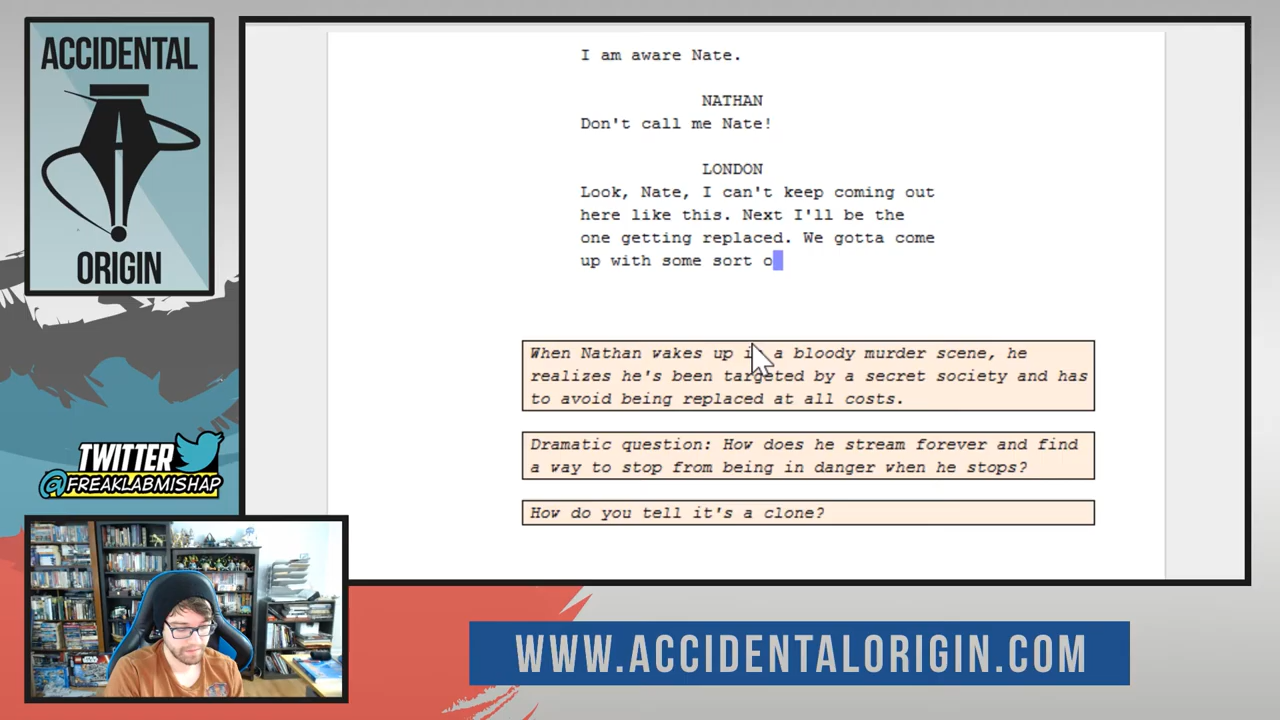 ACCIDENTAL
ORIGIN
I am aware Nate.
NATHAN
Don't call me Nate!
LONDON
Look, Nate, I can't keep coming out
here like this. Next I'll be the
one getting replaced. We gotta come
up with some sort o
When Nathan wakes up a bloody murder scene, he
realizes he's been targeted by a secret society and has
to avoid being replaced at all costs.
Dramatic question: How does he stream forever and find
a way to stop from being in danger when he stops?
How do you tell it's a clone?
TWITTER
@FREAKLABMISHAP
WWW.ACCIDENTALORIGIN.COM